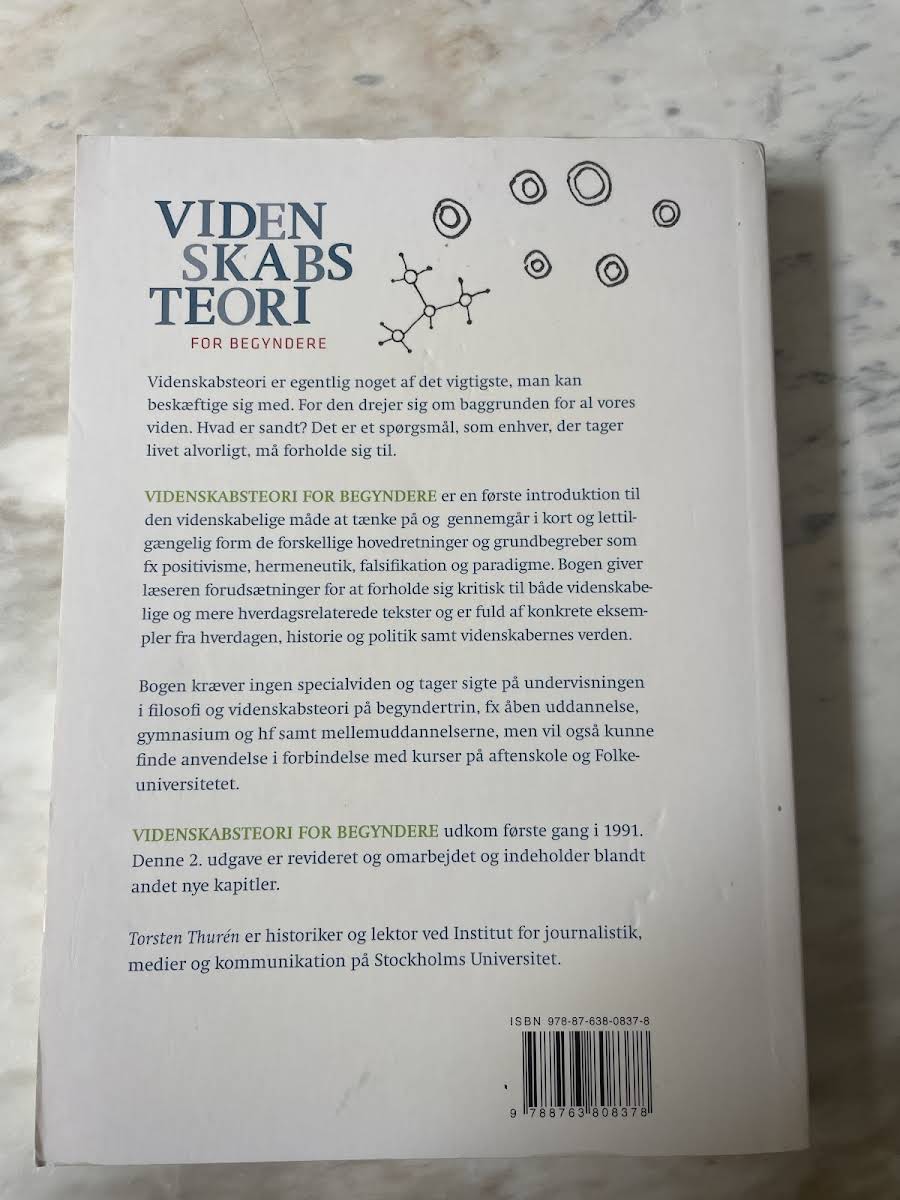 VIDEN
SKABS
TEORI
FOR BEGYNDERE
Videnskabsteori er egentlig noget af det vigtigste, man kan
beskæftige sig med. For den drejer sig om baggrunden for al vores
viden. Hvad er sandt? Det er et spørgsmål, som enhver, der tager
livet alvorligt, må forholde sig til.
VIDENSKABSTEORI FOR BEGYNDERE er en første introduktion til
den videnskabelige måde at tænke på og gennemgår i kort og lettil-
gængelig form de forskellige hovedretninger og grundbegreber som
fx positivisme, hermeneutik, falsifikation og paradigme. Bogen giver
læseren forudsætninger for at forholde sig kritisk til både videnskabe-
lige og mere hverdagsrelaterede tekster og er fuld af konkrete eksem-
pler fra hverdagen, historie og politik samt videnskabernes verden.
Bogen kræver ingen specialviden og tager sigte på undervisningen
i filosofi og videnskabsteori på begyndertrin, fx åben uddannelse,
gymnasium og hf samt mellemuddannelserne, men vil også kunne
finde anvendelse i forbindelse med kurser på aftenskole og Folke-
universitetet.
VIDENSKABSTEORI FOR BEGYNDERE udkom første gang i 1991.
Denne 2. udgave er revideret og omarbejdet og indeholder blandt
andet nye kapitler.
Torsten Thurén er historiker og lektor ved Institut for journalistik,
medier og kommunikation på Stockholms Universitet.
ISBN 978-87-638-0837-8
9 788763 808378